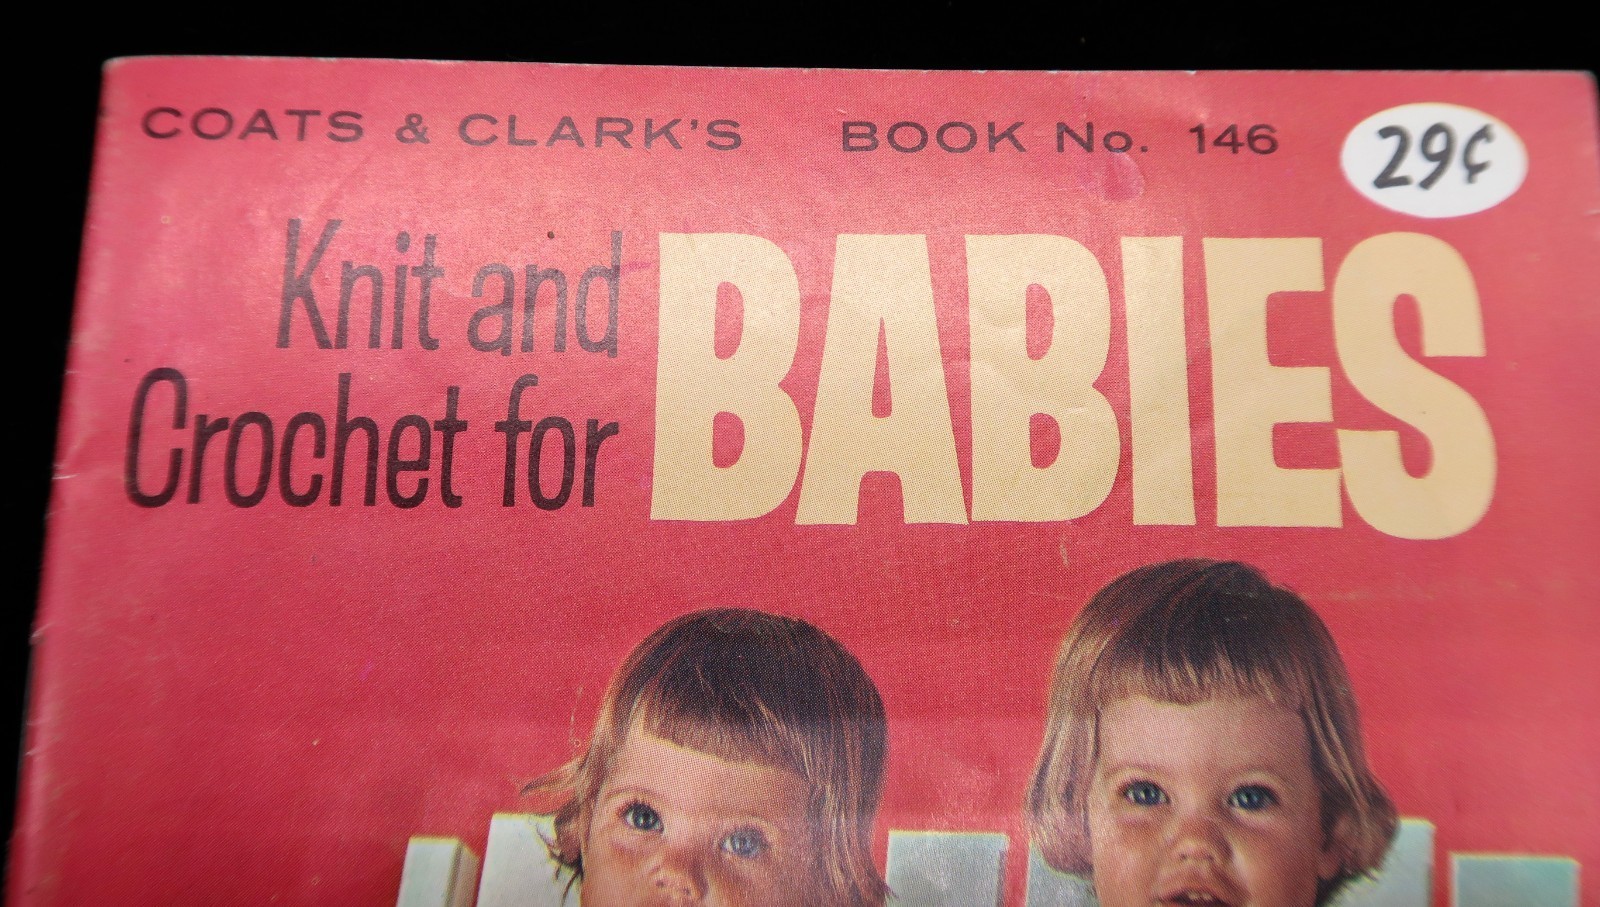 COATS & CLARK'S BOOK No. 146 29¢
Knit and
Crochet for BABIES